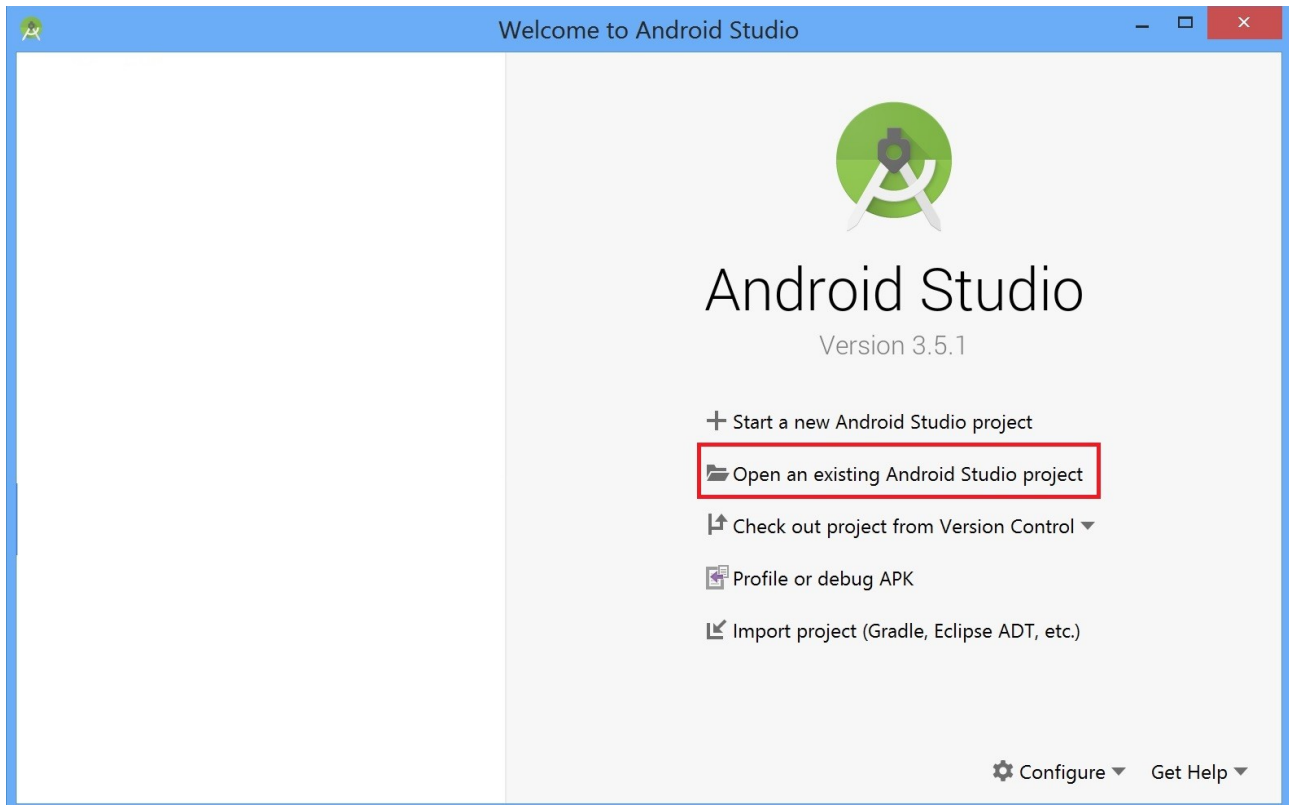 Welcome to Android Studio
Android Studio
Version 3.5.1
Start a new Android Studio project
Open an existing Android Studio project
Check out project from Version Control
Profile or debug APK
Import project (Gradle, Eclipse ADT, etc.)
Configure Get Help